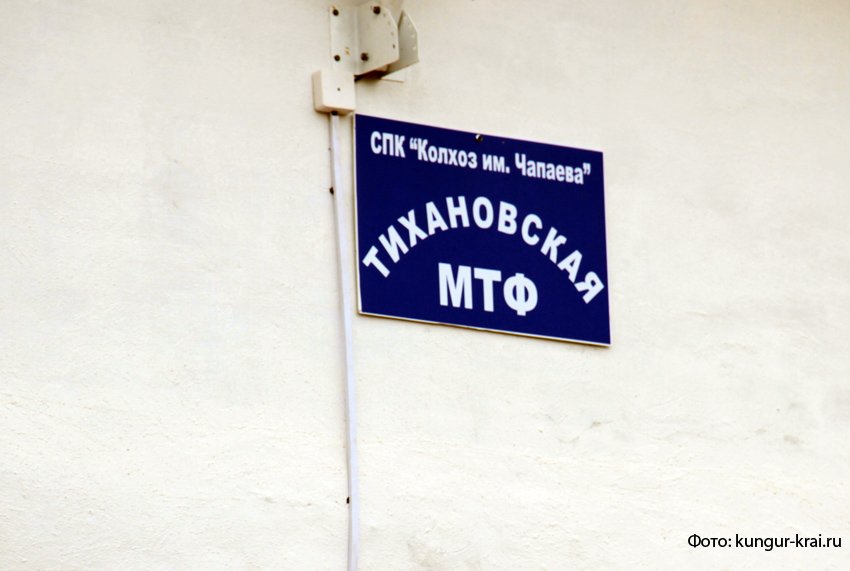 СПК “Колхоз им. Чапаева”
ТИХАНОВСКАЯ
МТФ
Фото: kungur-krai.ru